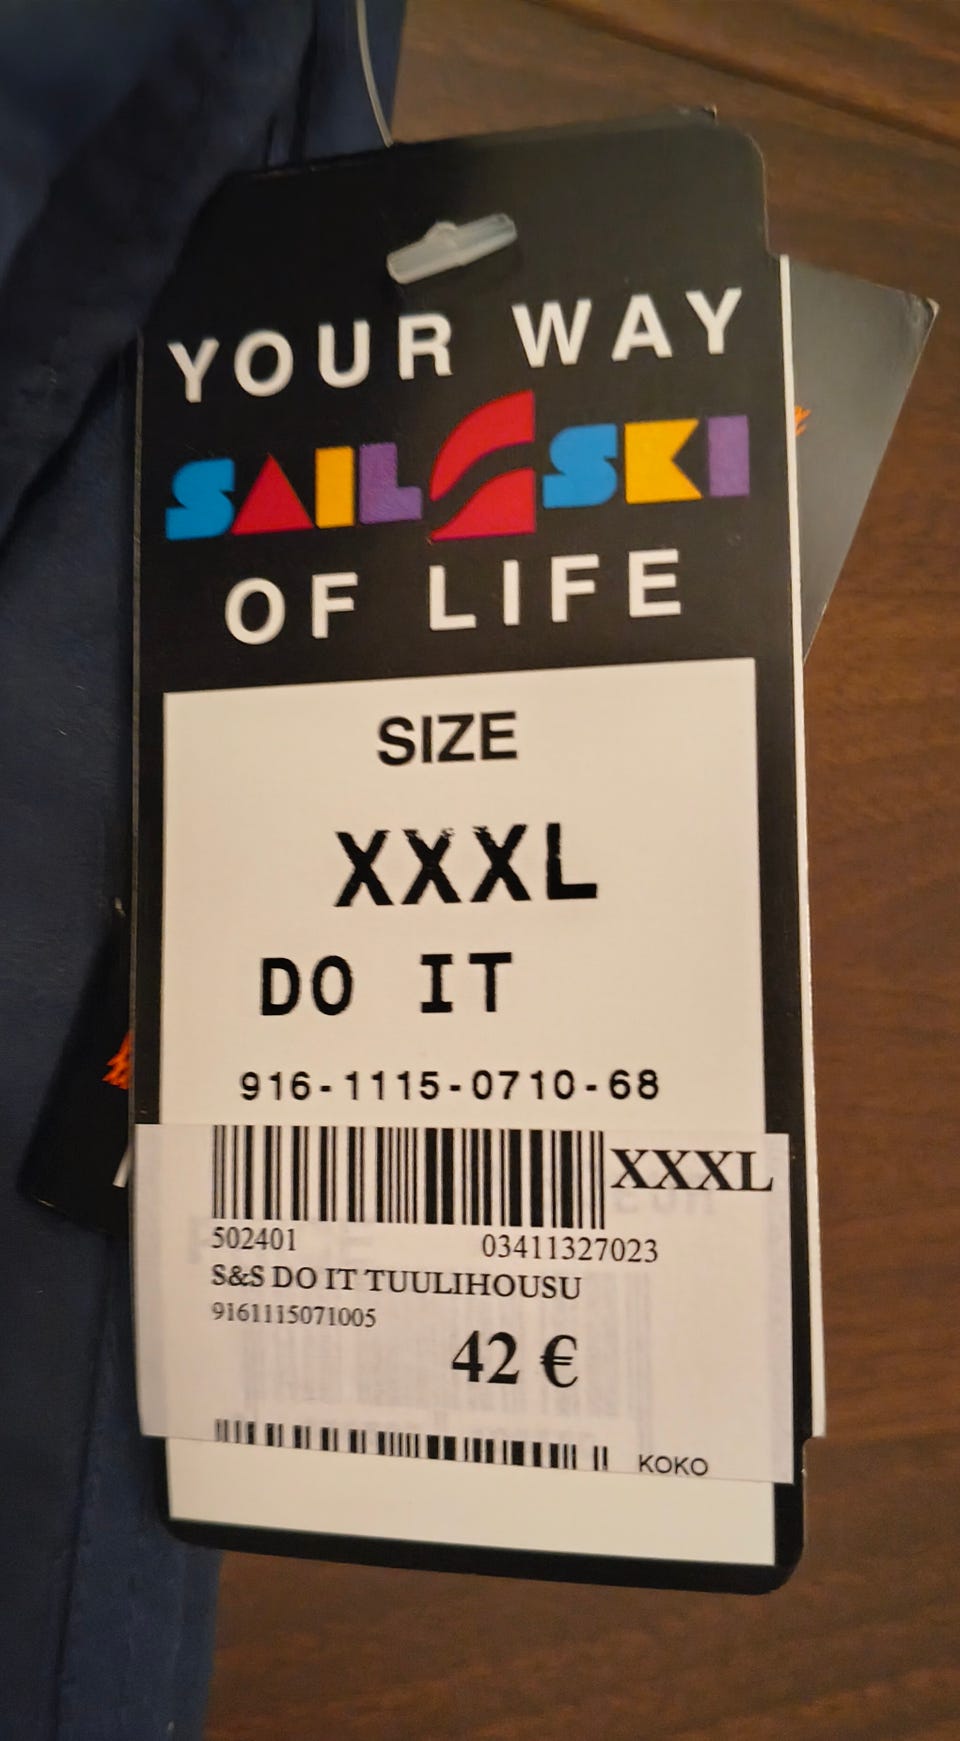 YOUR WAY
SAIL & SKI
OF LIFE
SIZE
XXXL
DO IT
916-1115-0710-68
XXXL
502401 03411327023
S&S DO IT TUULIHOUSU
9161115071005
42 €
KOKO